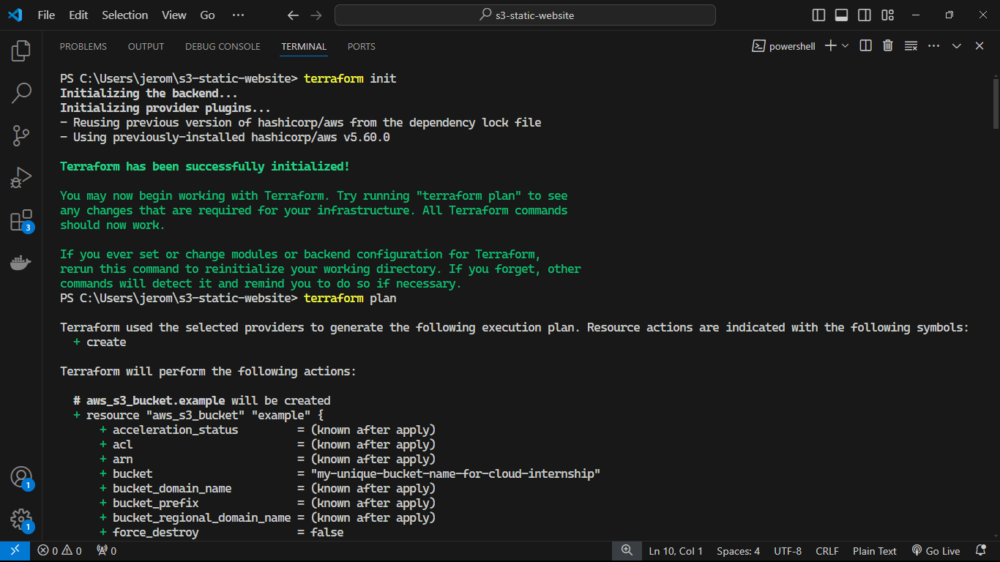 File Edit Selection View Go ··· s3-static-website
PROBLEMS OUTPUT DEBUG CONSOLE TERMINAL PORTS powershell
PS C:\Users\jerom\s3-static-website> terraform init
Initializing the backend...
Initializing provider plugins...
- Reusing previous version of hashicorp/aws from the dependency lock file
- Using previously-installed hashicorp/aws v5.60.0
Terraform has been successfully initialized!
You may now begin working with Terraform. Try running "terraform plan" to see
any changes that are required for your infrastructure. All Terraform commands
should now work.
If you ever set or change modules or backend configuration for Terraform,
rerun this command to reinitialize your working directory. If you forget, other
commands will detect it and remind you to do so if necessary.
PS C:\Users\jerom\s3-static-website> terraform plan
Terraform used the selected providers to generate the following execution plan. Resource actions are indicated with the following symbols:
+ create
Terraform will perform the following actions:
# aws_s3_bucket.example will be created
+ resource "aws_s3_bucket" "example" {
+ acceleration_status = (known after apply)
+ acl = (known after apply)
+ arn = (known after apply)
+ bucket = "my-unique-bucket-name-for-cloud-internship"
+ bucket_domain_name = (known after apply)
+ bucket_prefix = (known after apply)
+ bucket_regional_domain_name = (known after apply)
+ force_destroy = false
3
1
1
0 0 0 Ln 10, Col 1 Spaces: 4 UTF-8 CRLF Plain Text Go Live